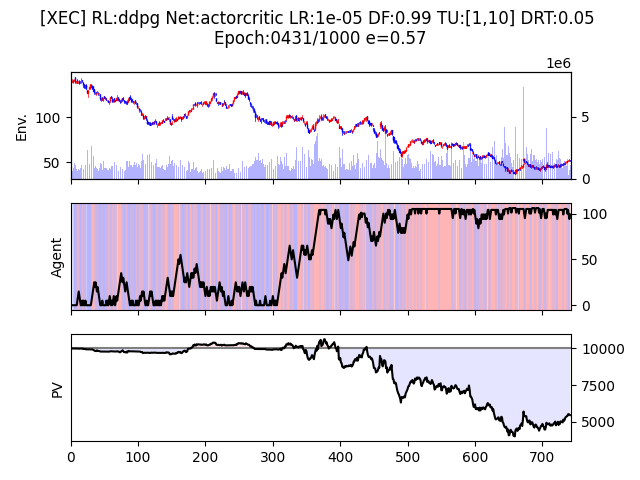 [XEC] RL:ddpg Net:actorcritic LR:1e-05 DF:0.99 TU:[1,10] DRT:0.05
Epoch:0431/1000 e=0.57
1e6
Env.
100
50
5
0
Agent
100
50
0
PV
10000
7500
5000
0 100 200 300 400 500 600 700